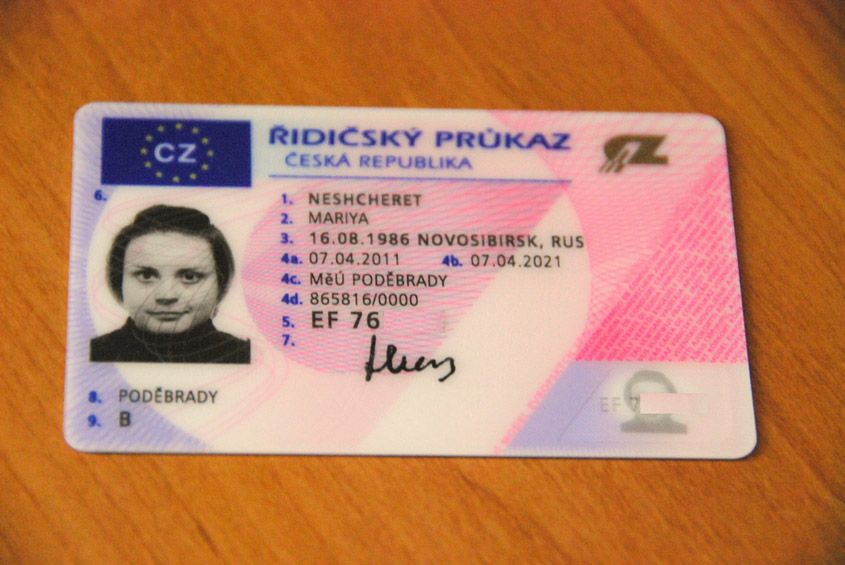 CZ
ŘIDIČSKÝ PRŮKAZ
ČESKÁ REPUBLIKA
CZ
6.
1. NESHCHERET
2. MARIYA
3. 16.08.1986 NOVOSIBIRSK, RUS
4a. 07.04.2011 4b. 07.04.2021
4c. MěÚ PODĚBRADY
4d. 865816/0000
5. EF 76
7.
8. PODĚBRADY
9. B
EF 7